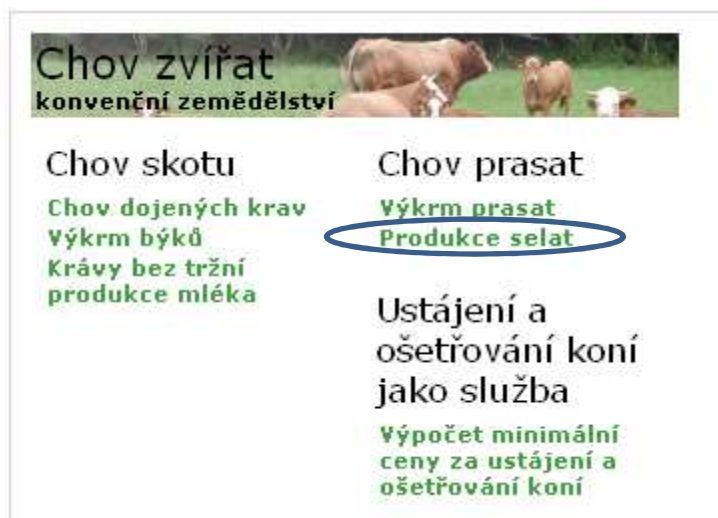 Chov zvířat
konvenční zemědělství
Chov skotu
Chov dojených krav
Výkrm býků
Krávy bez tržní
produkce mléka
Chov prasat
Výkrm prasat
Produkce selat
Ustájení a
ošetřování koní
jako služba
Výpočet minimální
ceny za ustájení a
ošetřování koní